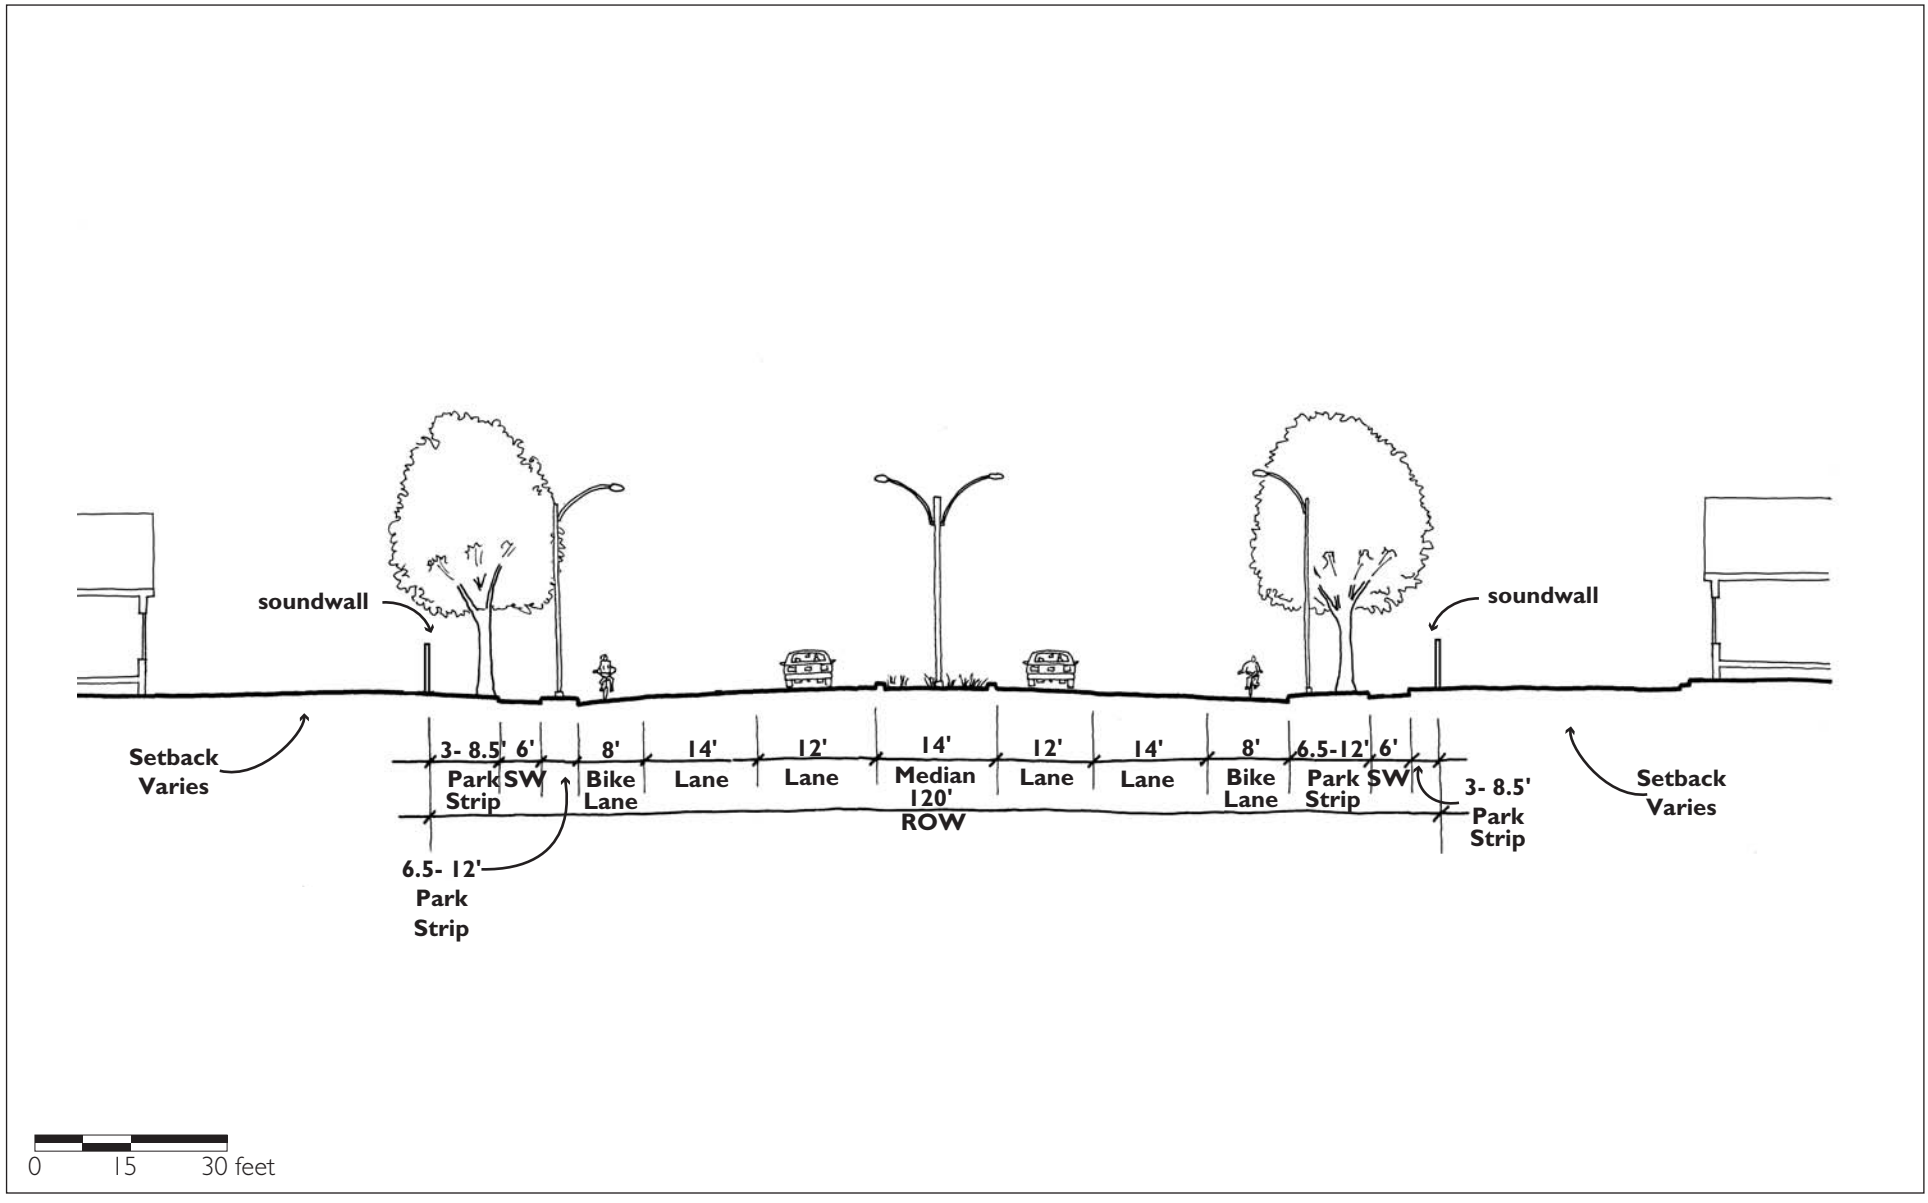 soundwall
soundwall
Setback
Varies
3- 8.5'
Park
Strip
6'
SW
6.5- 12'
Park
Strip
8'
Bike
Lane
14'
Lane
12'
Lane
14'
Median
120'
ROW
12'
Lane
14'
Lane
8'
Bike
Lane
6.5-12'
Park
Strip
6'
SW
3- 8.5'
Park
Strip
Setback
Varies
0 15 30 feet